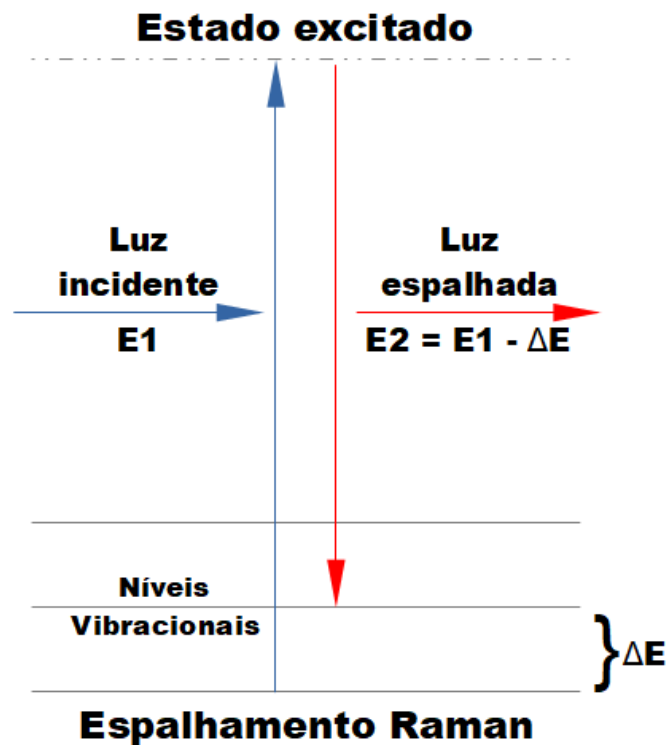 Estado excitado
Luz
incidente
E1
Luz
espalhada
E2 = E1 - ΔE
Níveis
Vibracionais
}ΔE
Espalhamento Raman